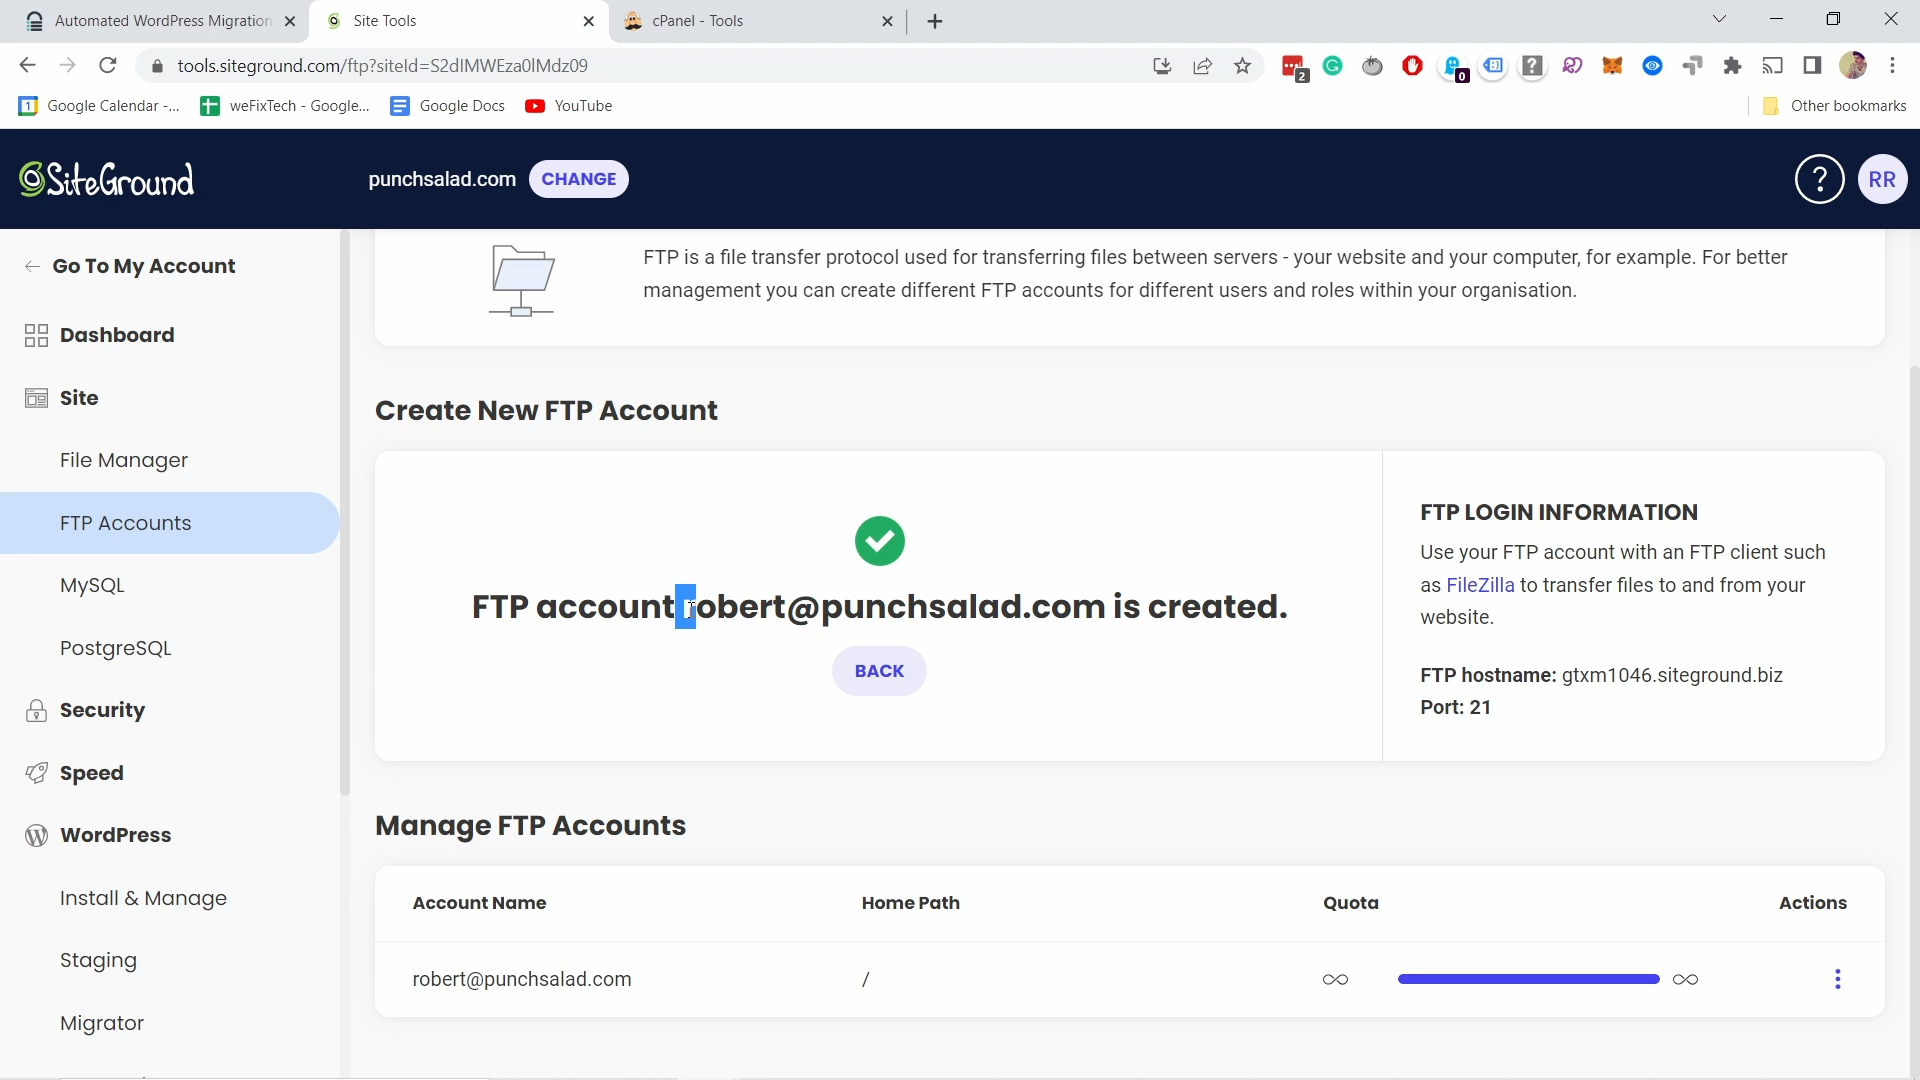 Automated WordPress Migration
Site Tools
cPanel - Tools
tools.siteground.com/ftp?siteId=S2dIMWEza0lMdz09
2
0
Google Calendar -...
weFixTech - Google...
Google Docs
YouTube
Other bookmarks
SiteGround
punchsalad.com
CHANGE
?
RR
Go To My Account
Dashboard
Site
File Manager
FTP Accounts
MySQL
PostgreSQL
Security
Speed
WordPress
Install & Manage
Staging
Migrator
FTP is a file transfer protocol used for transferring files between servers - your website and your computer, for example. For better
management you can create different FTP accounts for different users and roles within your organisation.
Create New FTP Account
FTP account robert@punchsalad.com is created.
BACK
FTP LOGIN INFORMATION
Use your FTP account with an FTP client such
as FileZilla to transfer files to and from your
website.
FTP hostname: gtxm1046.siteground.biz
Port: 21
Manage FTP Accounts
Account Name
Home Path
Quota
Actions
robert@punchsalad.com
/
∞
∞